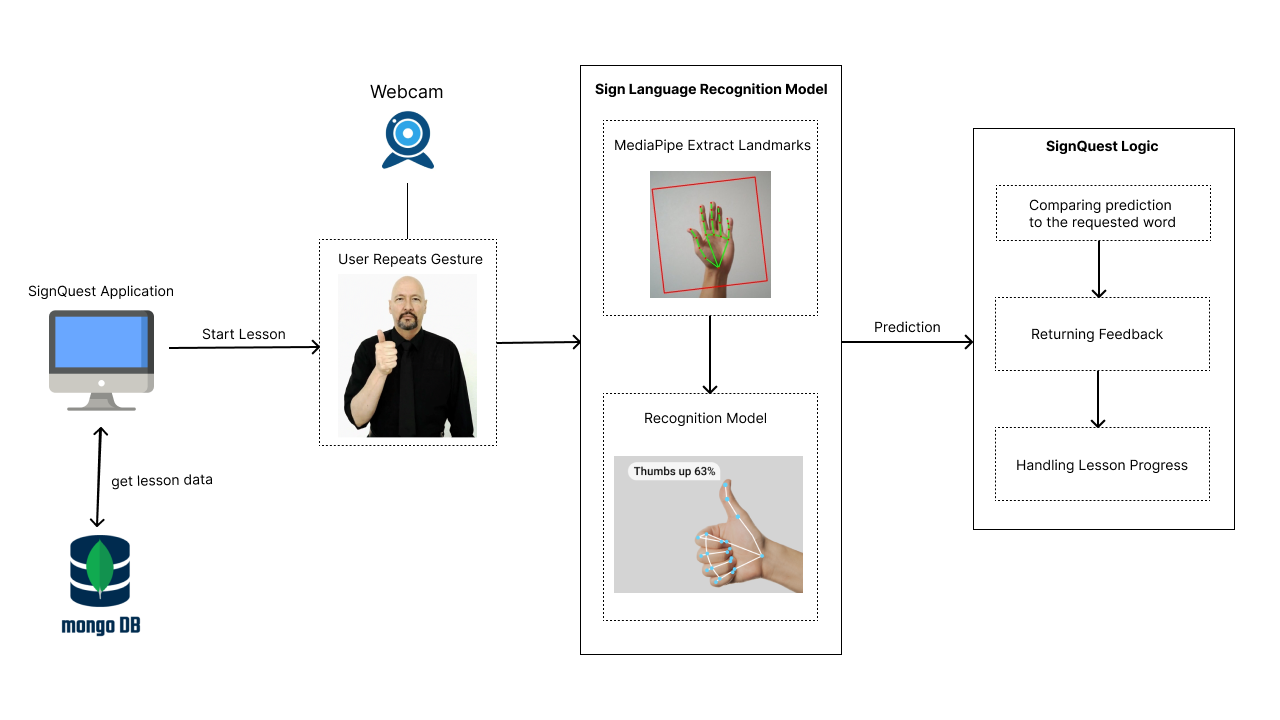 Webcam
Sign Language Recognition Model
MediaPipe Extract Landmarks
SignQuest Logic
Comparing prediction
to the requested word
User Repeats Gesture
SignQuest Application
Start Lesson
Prediction
Returning Feedback
Recognition Model
Thumbs up 63%
Handling Lesson Progress
get lesson data
mongo DB